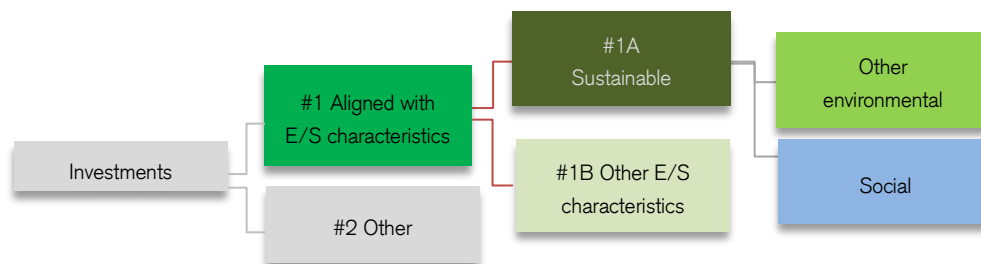 Investments
#1 Aligned with
E/S characteristics
#2 Other
#1A
Sustainable
#1B Other E/S
characteristics
Other
environmental
Social